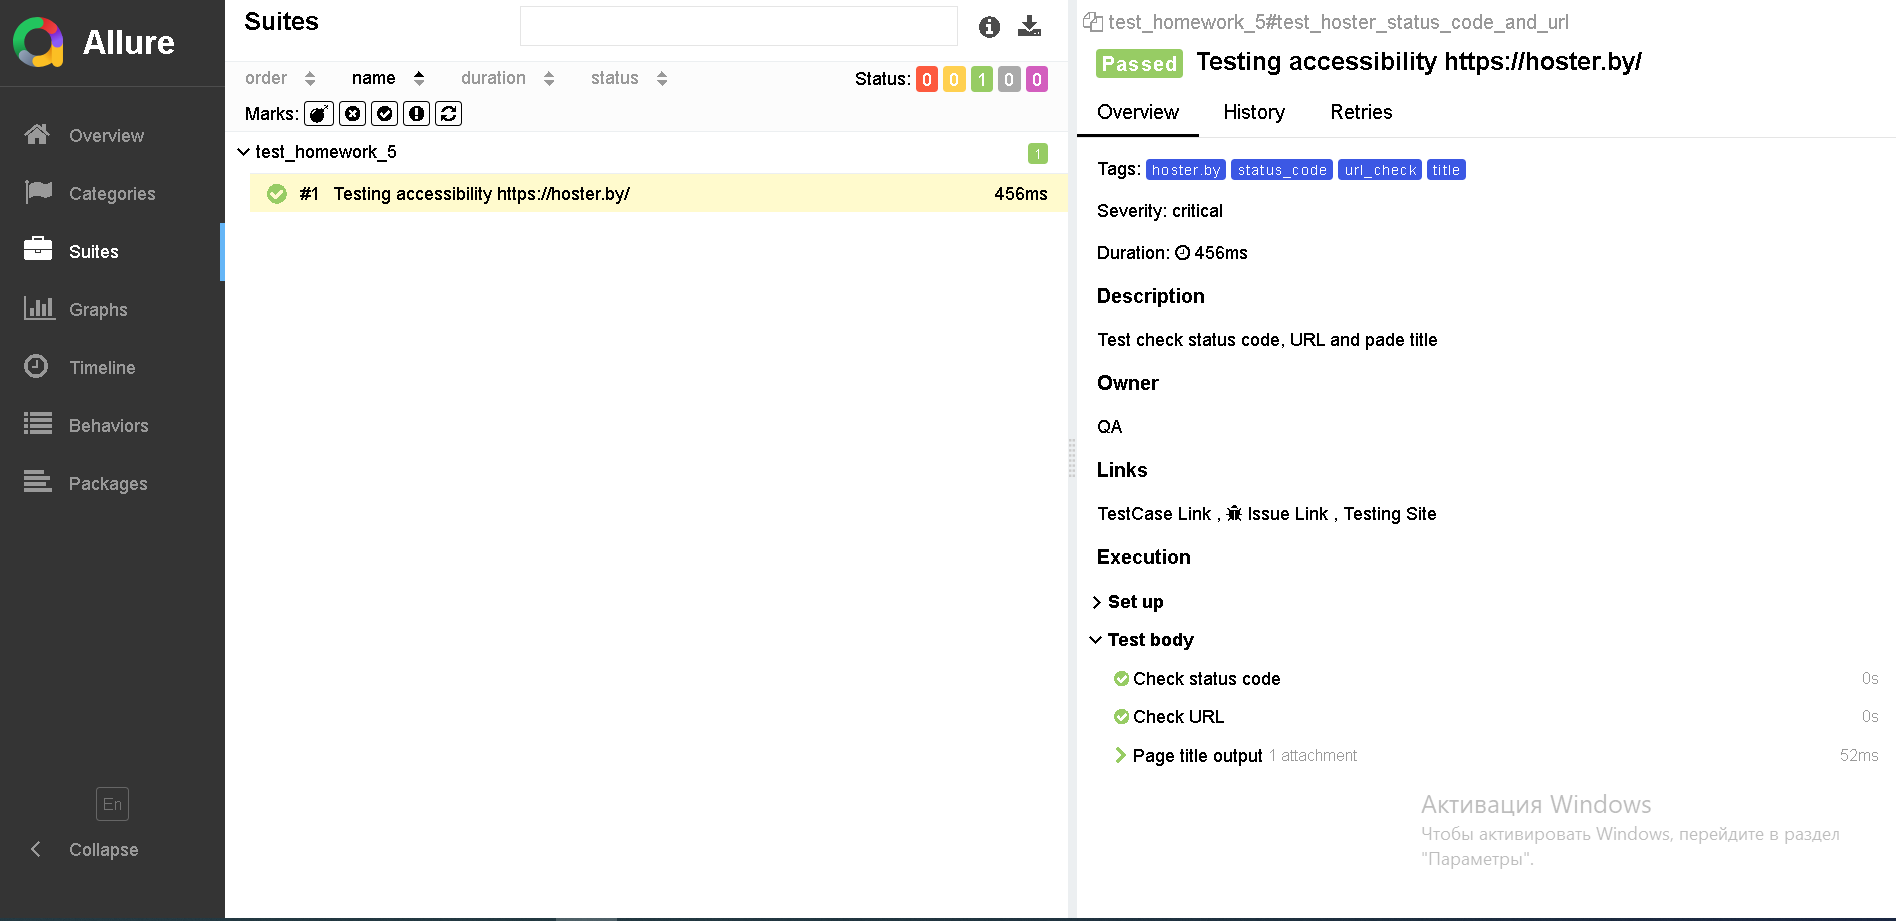 Allure
Overview
Categories
Suites
Graphs
Timeline
Behaviors
Packages
En
Collapse
Suites
order name duration status Status: 0 0 1 0 0
Marks:
test_homework_5 1
#1 Testing accessibility https://hoster.by/ 456ms
test_homework_5#test_hoster_status_code_and_url
Passed Testing accessibility https://hoster.by/
Overview History Retries
Tags: hoster.by status_code url_check title
Severity: critical
Duration: 456ms
Description
Test check status code, URL and pade title
Owner
QA
Links
TestCase Link , Issue Link , Testing Site
Execution
Set up
Test body
Check status code 0s
Check URL 0s
Page title output 1 attachment 52ms
Активация Windows
Чтобы активировать Windows, перейдите в раздел
"Параметры".